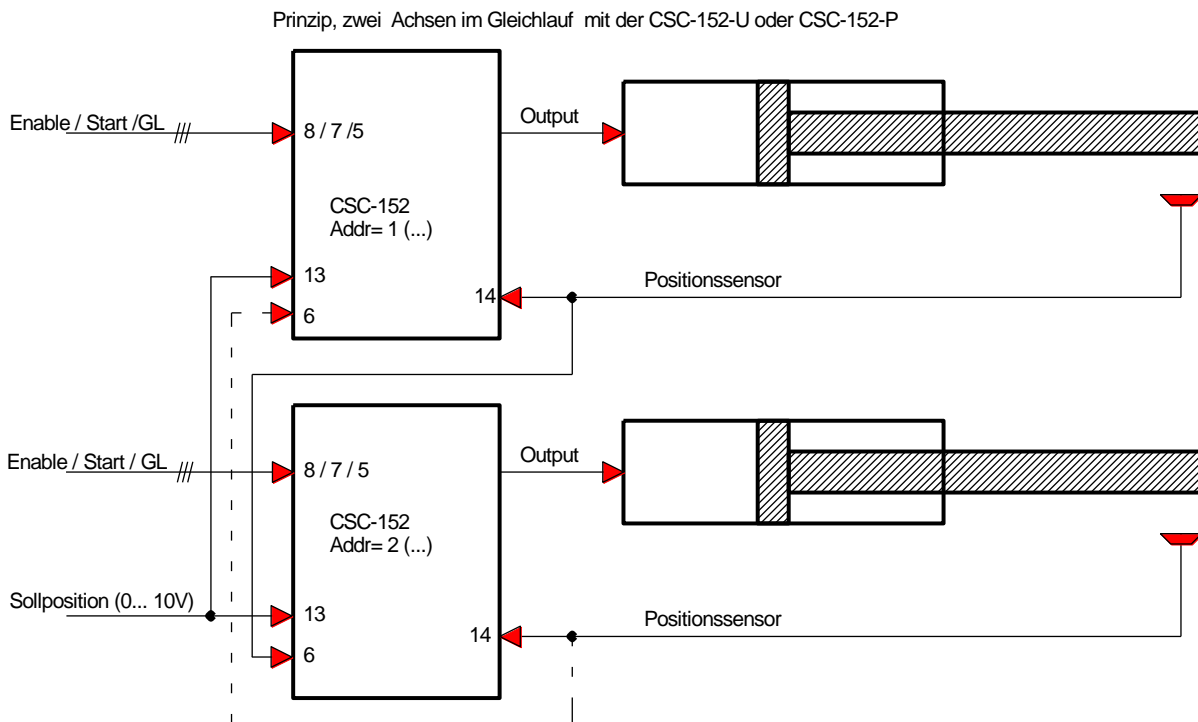 Prinzip, zwei Achsen im Gleichlauf mit der CSC-152-U oder CSC-152-P
Enable / Start /GL
8 / 7 /5
Output
CSC-152
Addr= 1 (...)
13
14
Positionssensor
6
Enable / Start / GL
8 / 7 / 5
Output
CSC-152
Addr= 2 (...)
Sollposition (0... 10V)
13
14
Positionssensor
6